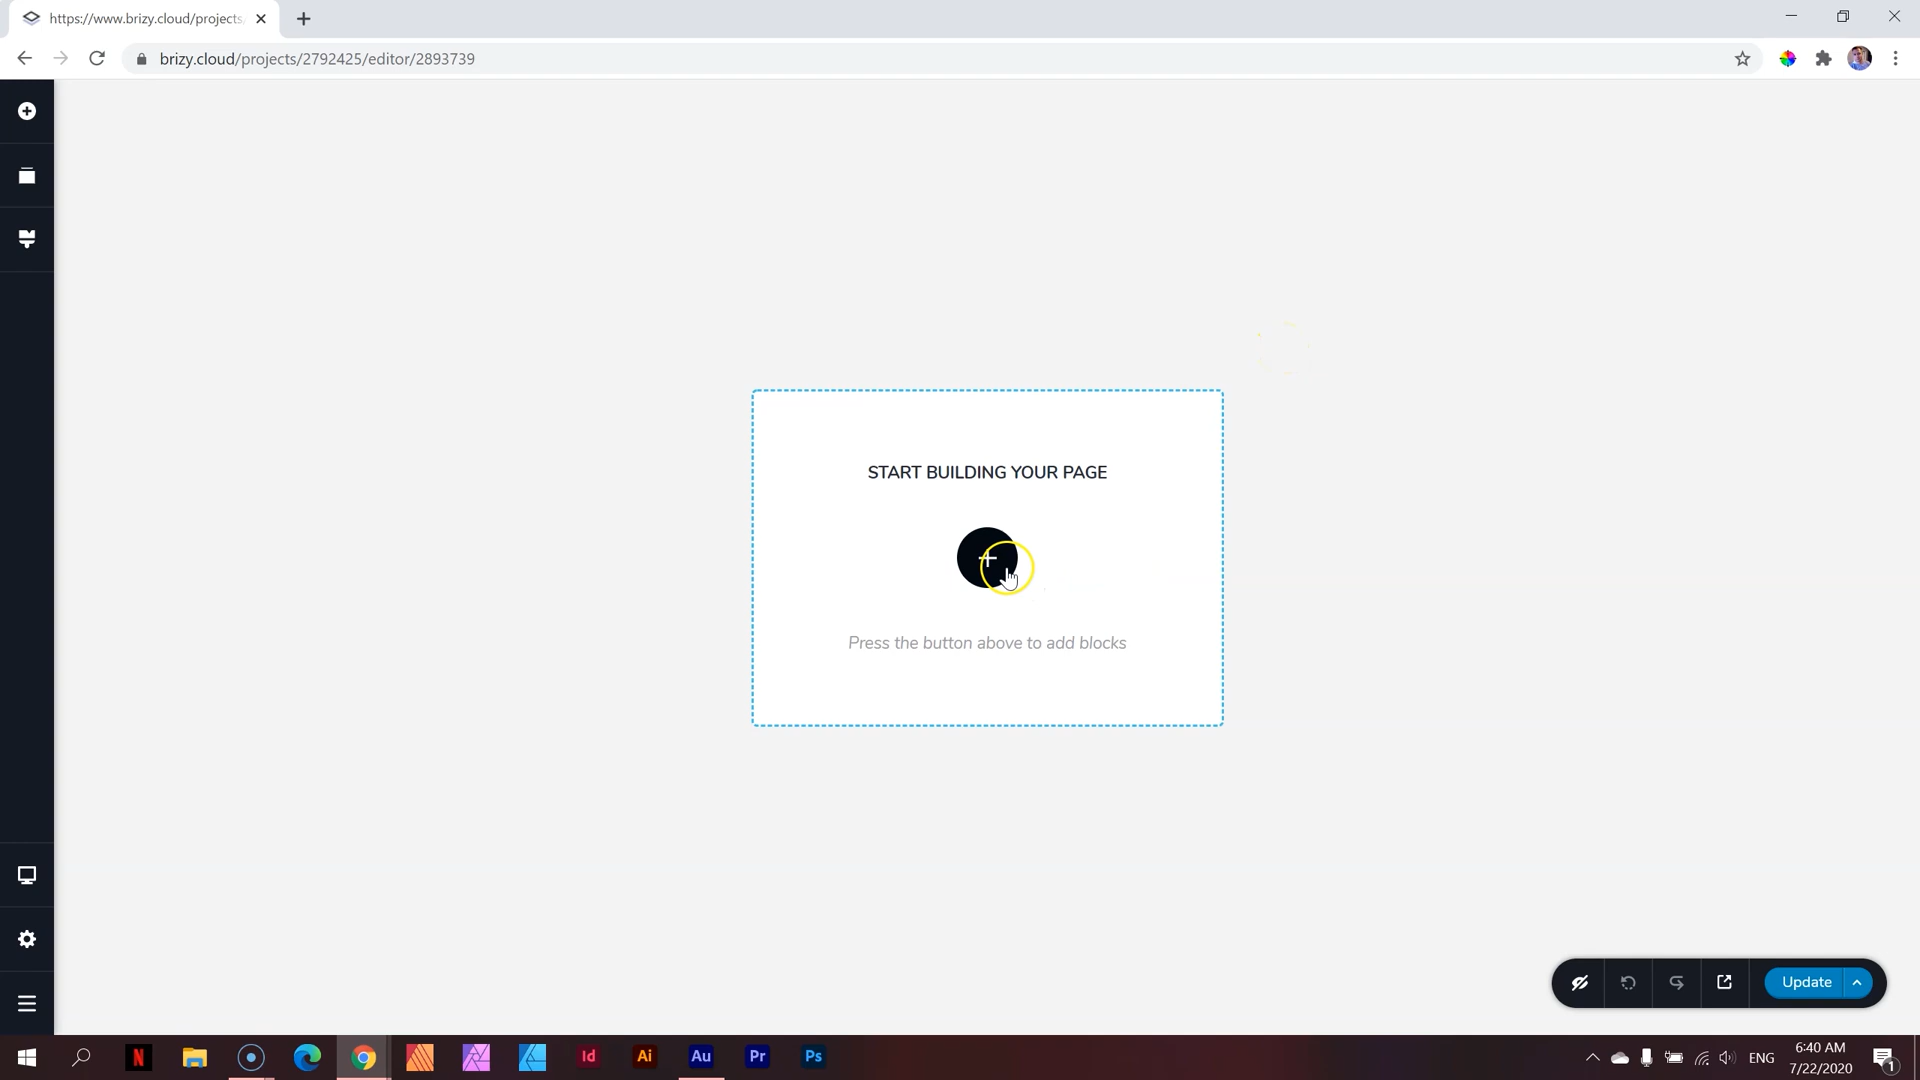 https://www.brizy.cloud/projects
brizy.cloud/projects/2792425/editor/2893739
START BUILDING YOUR PAGE
Press the button above to add blocks
Update
N
Id
Ai
Au
Pr
Ps
ENG
6:40 AM
7/22/2020
1